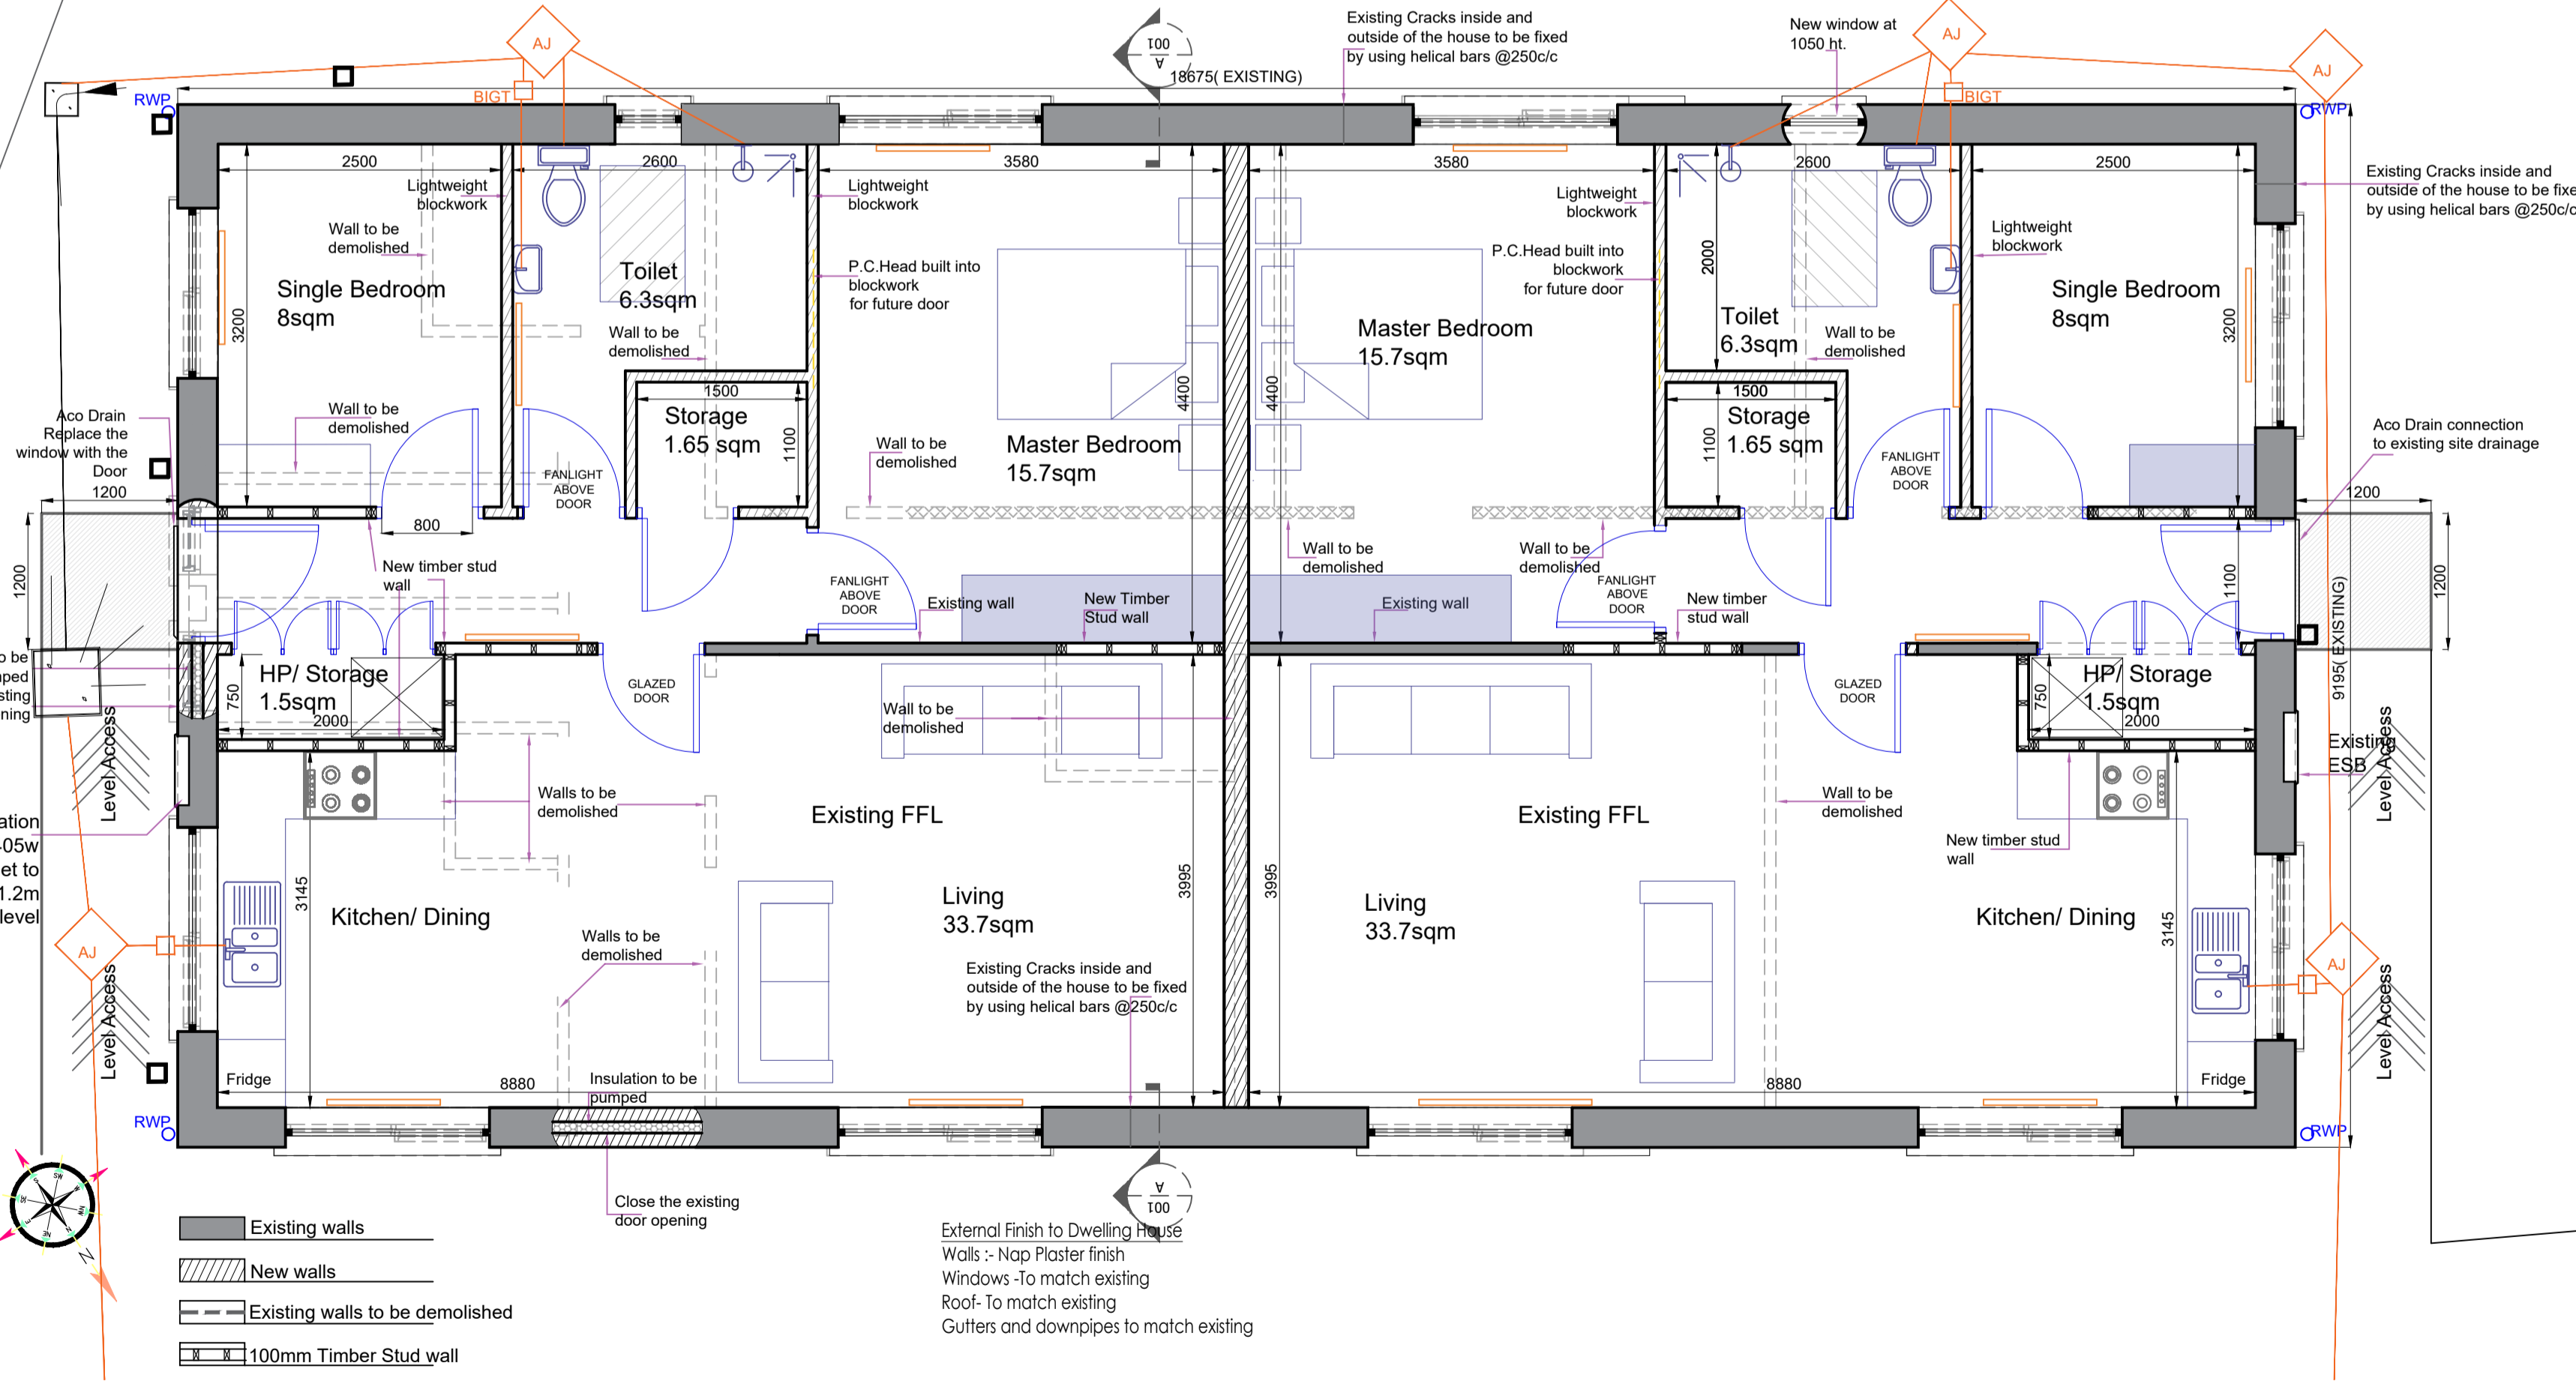 Existing Cracks inside and
outside of the house to be fixed
by using helical bars @250c/c
New window at
1050 ht.
AJ
AJ
AJ
001
A
18675( EXISTING)
RWP
BIGT
BIGT
RWP
2500
2600
3580
3580
2600
2500
Existing Cracks inside and
outside of the house to be fixe
by using helical bars @250c/c
Lightweight
blockwork
Lightweight
blockwork
Lightweight
blockwork
Lightweight
blockwork
Wall to be
demolished
P.C.Head built into
blockwork
for future door
P.C.Head built into
blockwork
for future door
2000
Single Bedroom
8sqm
3200
Toilet
6.3sqm
Wall to be
demolished
Master Bedroom
15.7sqm
Toilet
6.3sqm
Wall to be
demolished
Single Bedroom
8sqm
3200
Aco Drain
Replace the
window with the
Door
Wall to be
demolished
1500
Storage
1.65 sqm
1100
4400
4400
Wall to be
demolished
Master Bedroom
15.7sqm
1500
Storage
1.65 sqm
1100
FANLIGHT
ABOVE
DOOR
FANLIGHT
ABOVE
DOOR
Aco Drain connection
to existing site drainage
1200
800
1200
1200
New timber stud
wall
FANLIGHT
ABOVE
DOOR
Existing wall
New Timber
Stud wall
Wall to be
demolished
Wall to be
demolished
FANLIGHT
ABOVE
DOOR
Existing wall
New timber
stud wall
1100
9195( EXISTING)
1200
o be
ped
sting
ning
HP/ Storage
1.5sqm
750
2000
GLAZED
DOOR
Wall to be
demolished
GLAZED
DOOR
HP/ Storage
1.5sqm
750
2000
Level Access
Existing
ESB
Level Access
ation
05w
et to
1.2m
level
Walls to be
demolished
Existing FFL
Existing FFL
Wall to be
demolished
New timber stud
wall
3145
Kitchen/ Dining
Living
33.7sqm
3995
3995
Living
33.7sqm
Kitchen/ Dining
3145
AJ
AJ
Walls to be
demolished
Existing Cracks inside and
outside of the house to be fixed
by using helical bars @250c/c
Level Access
Level Access
Fridge
8880
Insulation to be
pumped
8880
Fridge
RWP
RWP
Close the existing
door opening
A
001
N
Existing walls
New walls
Existing walls to be demolished
100mm Timber Stud wall
External Finish to Dwelling House
Walls :- Nap Plaster finish
Windows -To match existing
Roof- To match existing
Gutters and downpipes to match existing